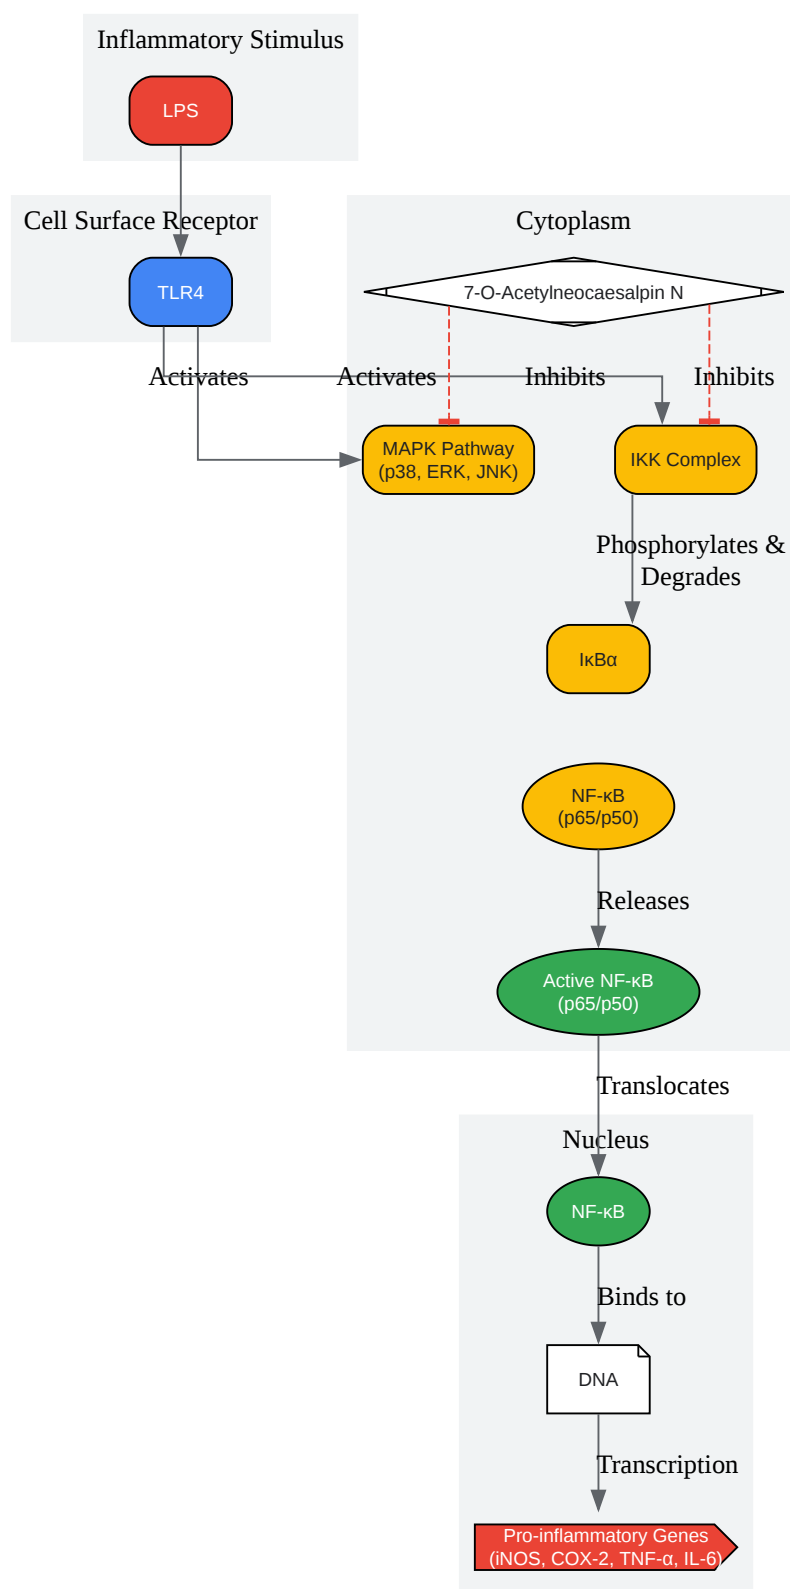 Inflammatory Stimulus
LPS
Cell Surface Receptor
TLR4
Cytoplasm
7-O-Acetylneocaesalpin N
Activates
Activates
Inhibits
Inhibits
MAPK Pathway
(p38, ERK, JNK)
IKK Complex
Phosphorylates &
Degrades
IκBα
NF-κB
(p65/p50)
Releases
Active NF-κB
(p65/p50)
Translocates
Nucleus
NF-κB
Binds to
DNA
Transcription
Pro-inflammatory Genes
(iNOS, COX-2, TNF-α, IL-6)